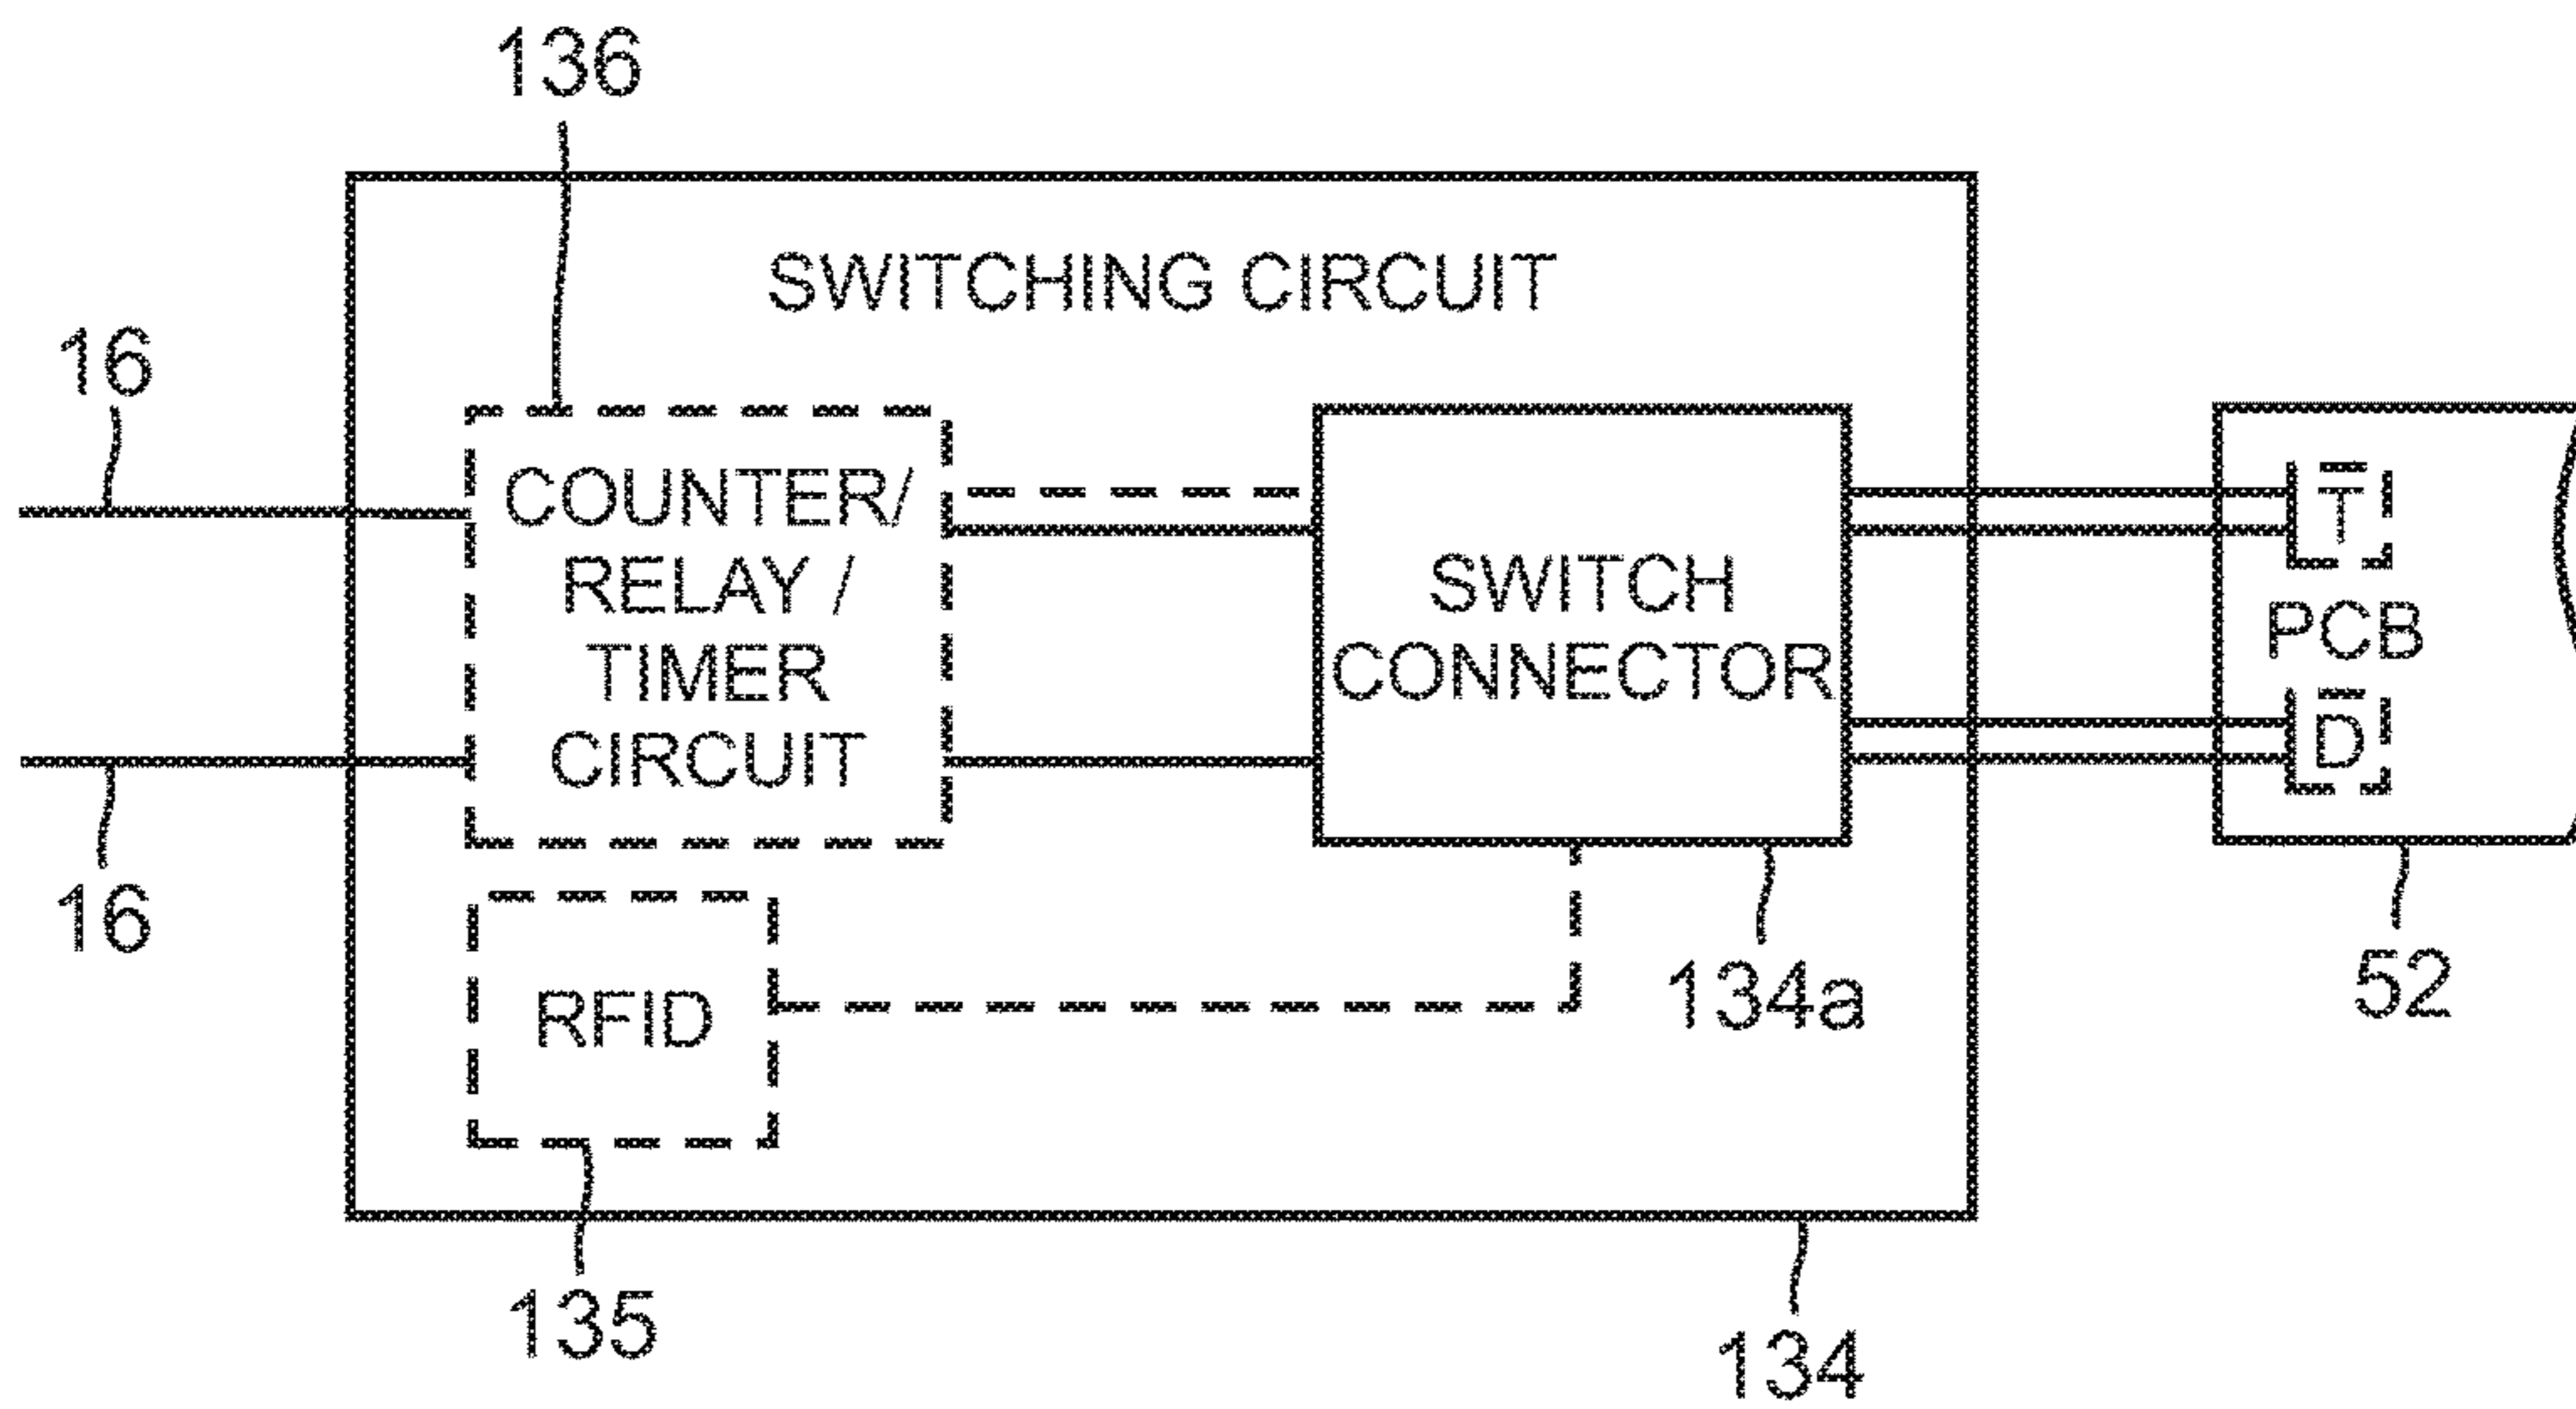 136
SWITCHING CIRCUIT
16
COUNTER/
RELAY /
TIMER
CIRCUIT
SWITCH
CONNECTOR
T
PCB
D
16
RFID
134a
52
135
134